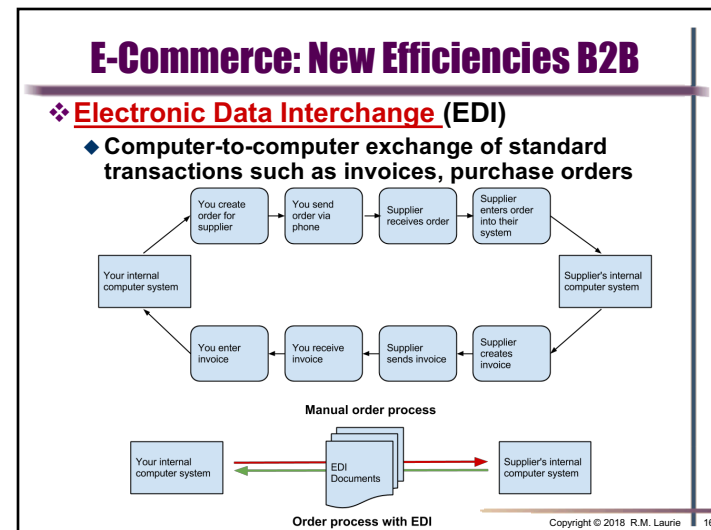 E-Commerce: New Efficiencies B2B
❖Electronic Data Interchange (EDI)
◆Computer-to-computer exchange of standard
transactions such as invoices, purchase orders
You create
order for
supplier
You send
order via
phone
Supplier
receives order
Supplier
enters order
into their
system
Your internal
computer system
Supplier's internal
computer system
You enter
invoice
You receive
invoice
Supplier
sends invoice
Supplier
creates
invoice
Manual order process
Your internal
computer system
EDI
Documents
Supplier's internal
computer system
Order process with EDI
Copyright © 2018 R.M. Laurie